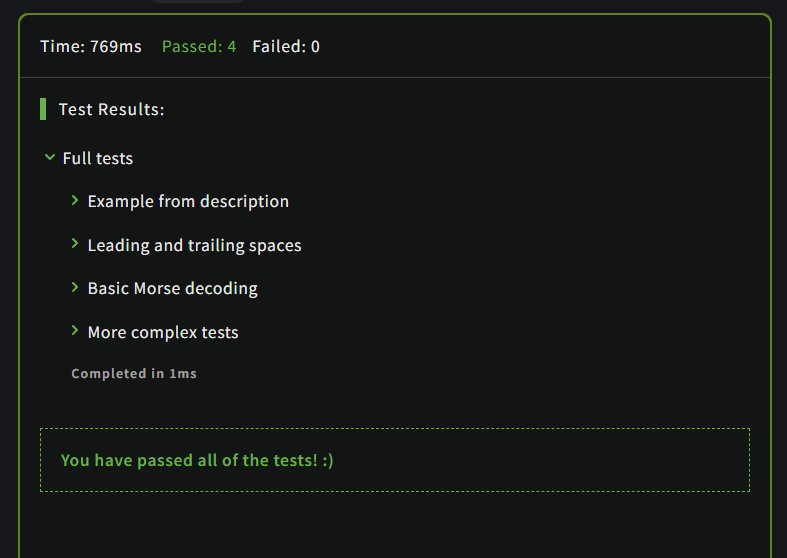 Time: 769ms Passed: 4 Failed: 0
Test Results:
Full tests
Example from description
Leading and trailing spaces
Basic Morse decoding
More complex tests
Completed in 1ms
You have passed all of the tests! :)